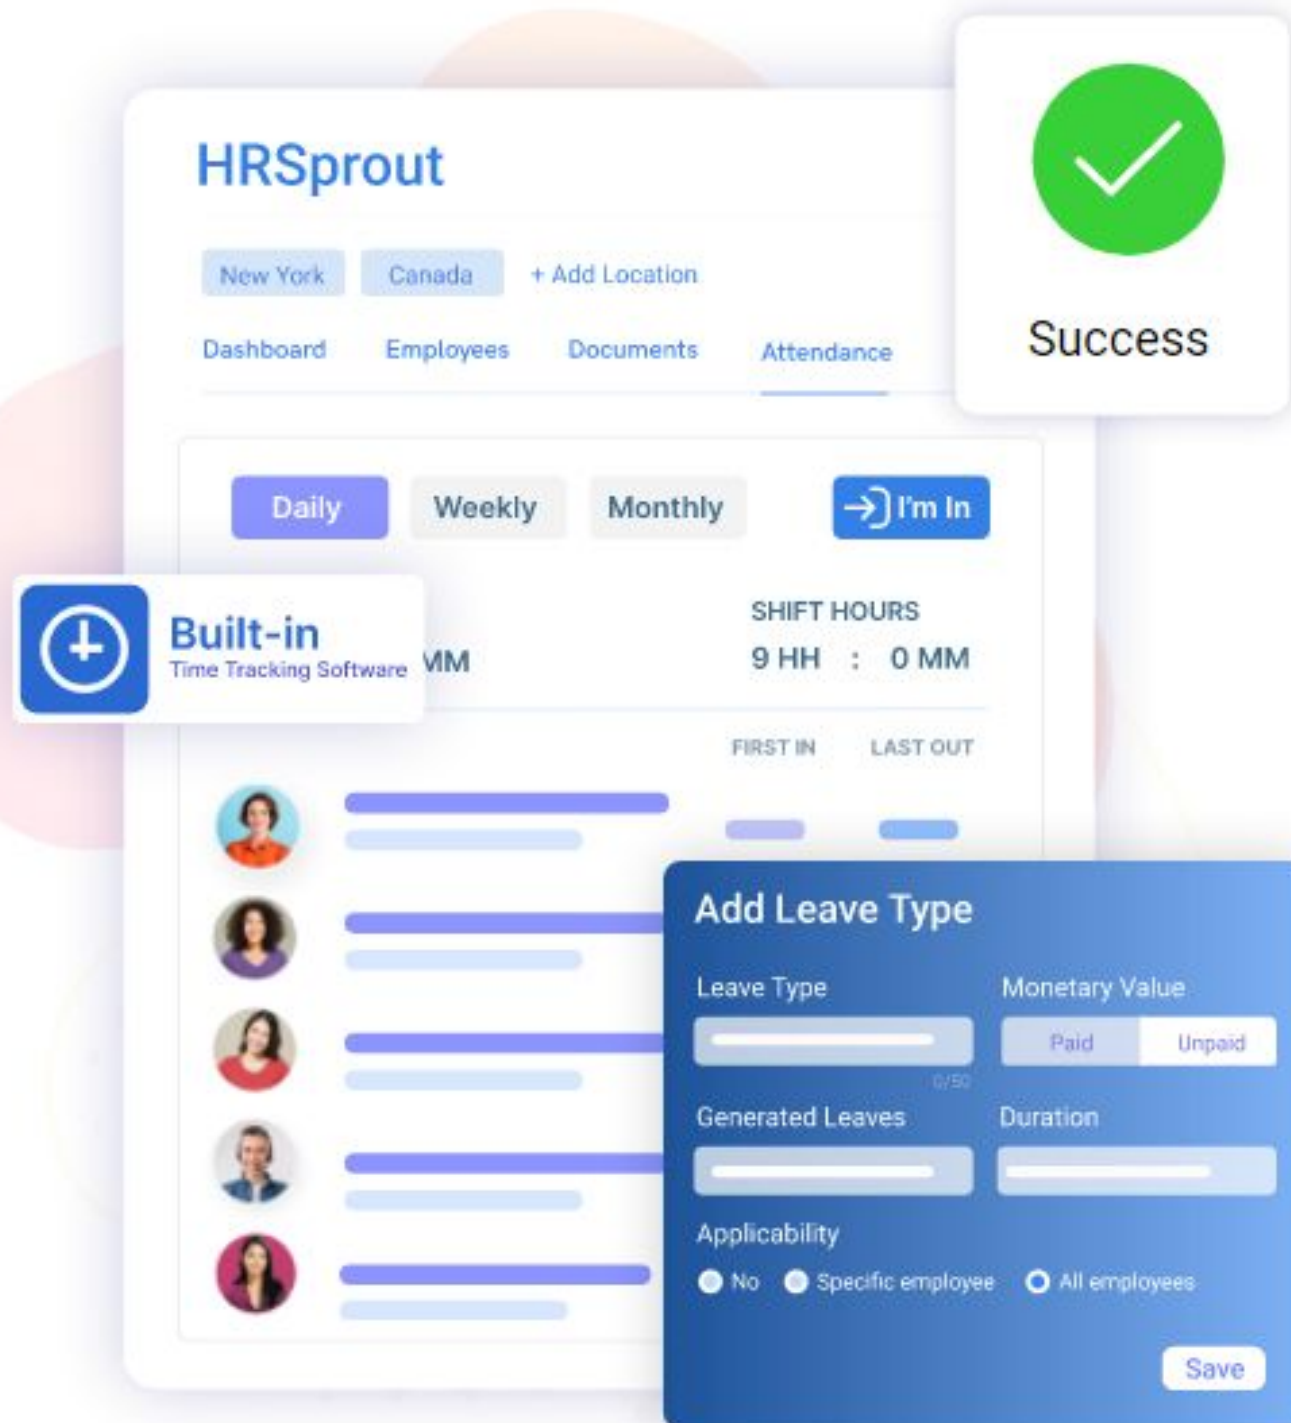 HRSprout
New York Canada + Add Location
Dashboard Employees Documents Attendance
Success
Daily Weekly Monthly I'm In
Built-in
Time Tracking Software
MM
SHIFT HOURS
9 HH : 0 MM
FIRST IN LAST OUT
Add Leave Type
Leave Type Monetary Value
Paid Unpaid
0/50
Generated Leaves Duration
Applicability
No Specific employee All employees
Save